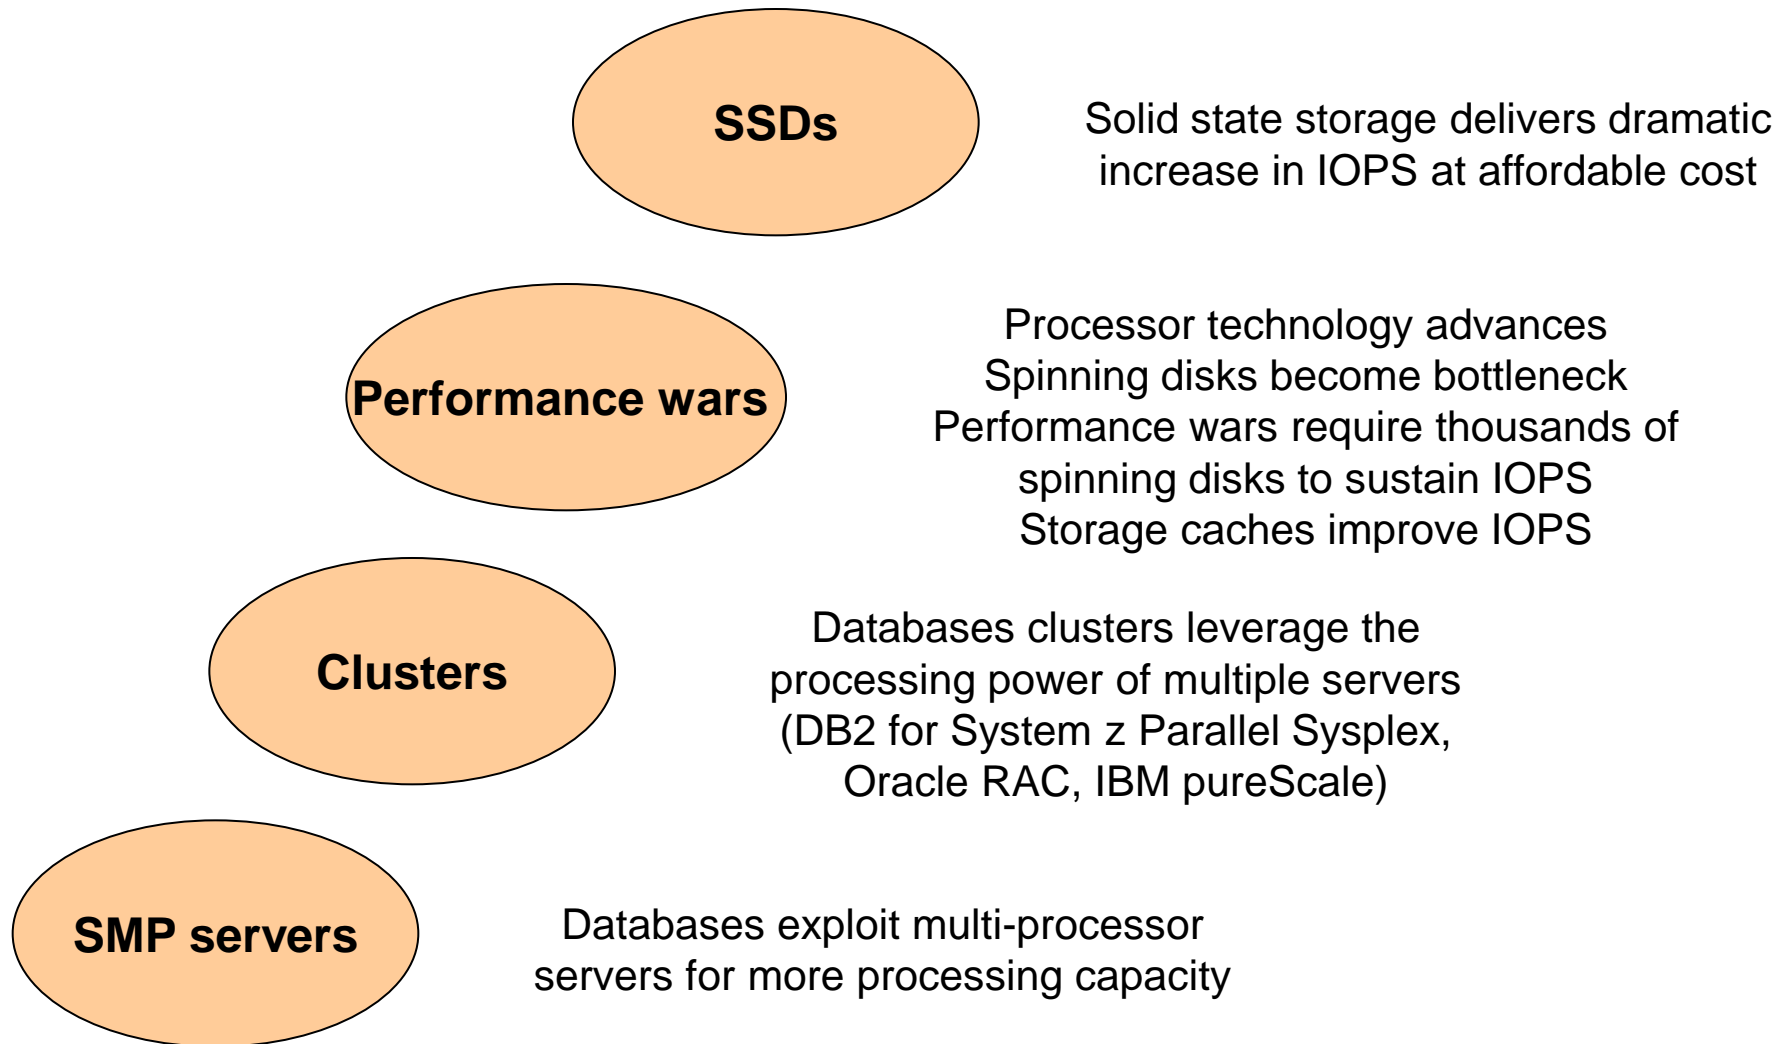 SSDs
Solid state storage delivers dramatic
increase in IOPS at affordable cost
Performance wars
Processor technology advances
Spinning disks become bottleneck
Performance wars require thousands of
spinning disks to sustain IOPS
Storage caches improve IOPS
Clusters
Databases clusters leverage the
processing power of multiple servers
(DB2 for System z Parallel Sysplex,
Oracle RAC, IBM pureScale)
SMP servers
Databases exploit multi-processor
servers for more processing capacity